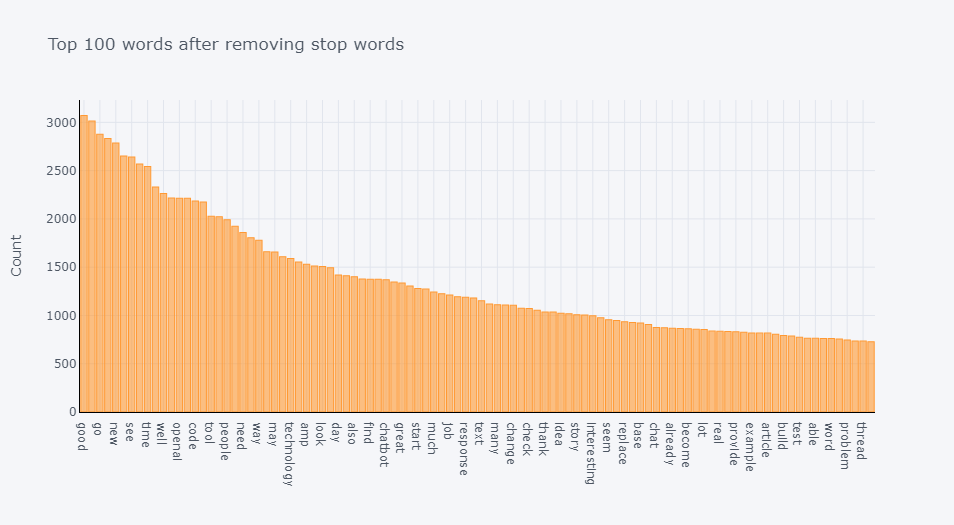 Top 100 words after removing stop words
Count
3000
2500
2000
1500
1000
500
0
good
go
new
see
time
well
openai
code
tool
people
need
way
may
technology
amp
look
day
also
find
chatbot
great
start
much
job
response
text
many
change
check
thank
idea
story
interesting
seem
replace
base
chat
already
become
lot
real
provide
example
article
build
test
able
word
problem
thread